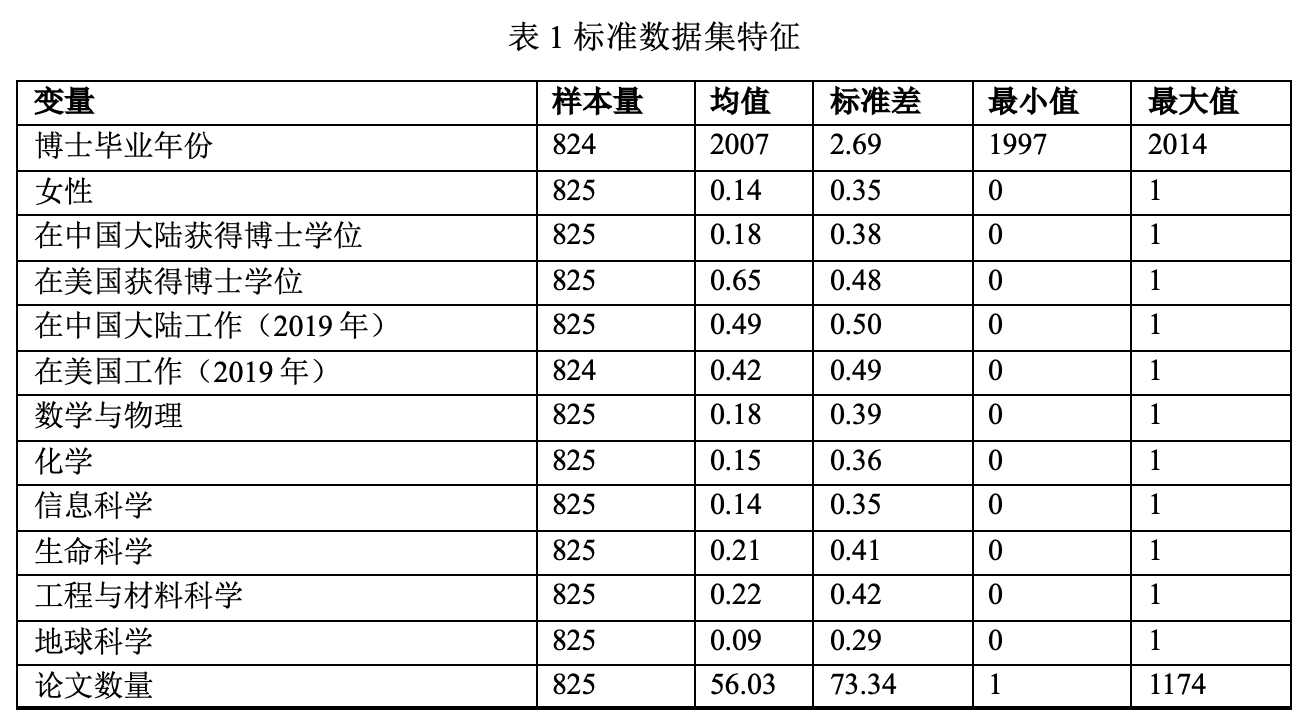 表 1 标准数据集特征
变量 样本量 均值 标准差 最小值 最大值
博士毕业年份 824 2007 2.69 1997 2014
女性 825 0.14 0.35 0 1
在中国大陆获得博士学位 825 0.18 0.38 0 1
在美国获得博士学位 825 0.65 0.48 0 1
在中国大陆工作（2019 年） 825 0.49 0.50 0 1
在美国工作（2019 年） 824 0.42 0.49 0 1
数学与物理 825 0.18 0.39 0 1
化学 825 0.15 0.36 0 1
信息科学 825 0.14 0.35 0 1
生命科学 825 0.21 0.41 0 1
工程与材料科学 825 0.22 0.42 0 1
地球科学 825 0.09 0.29 0 1
论文数量 825 56.03 73.34 1 1174